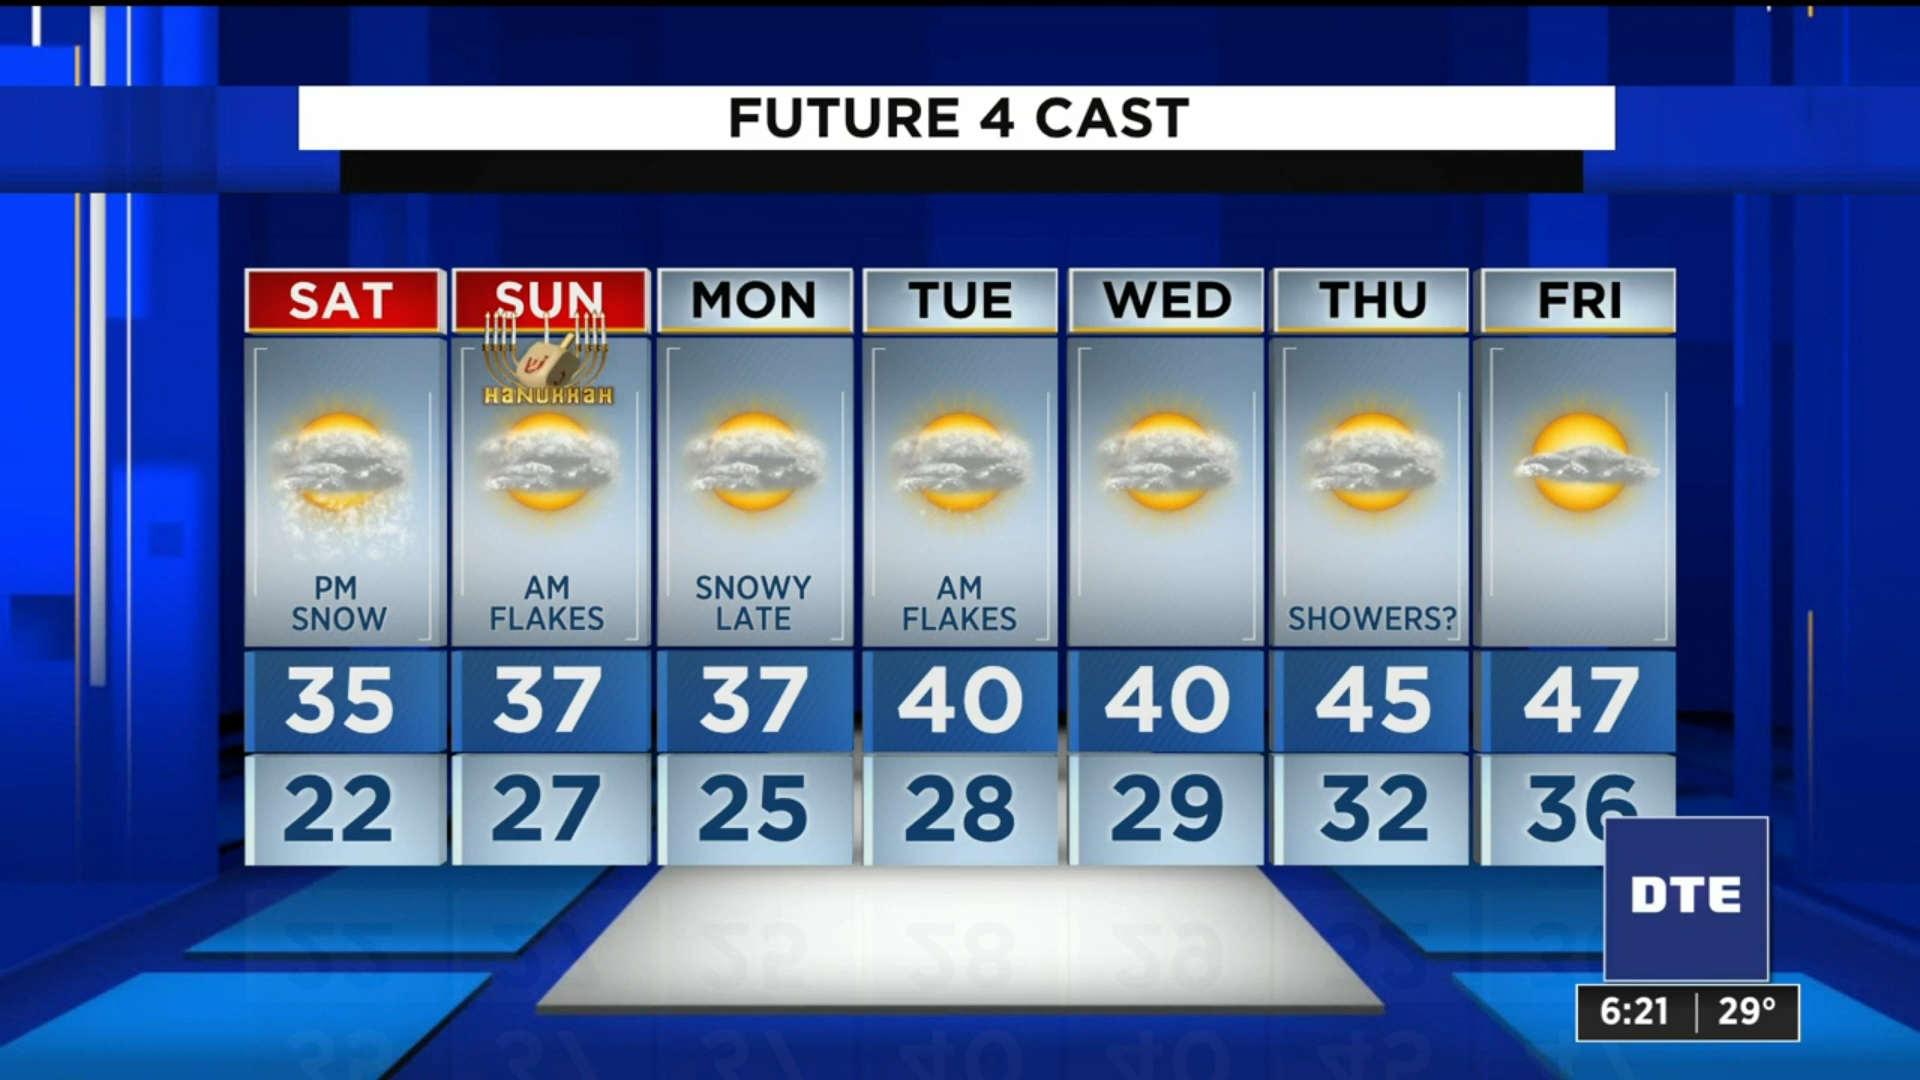 FUTURE 4 CAST
SAT SUN MON TUE WED THU FRI
HANUKKAH
PM SNOW
AM FLAKES
SNOWY LATE
AM FLAKES
SHOWERS?
35 37 37 40 40 45 47
22 27 25 28 29 32 36
DTE
6:21 29°